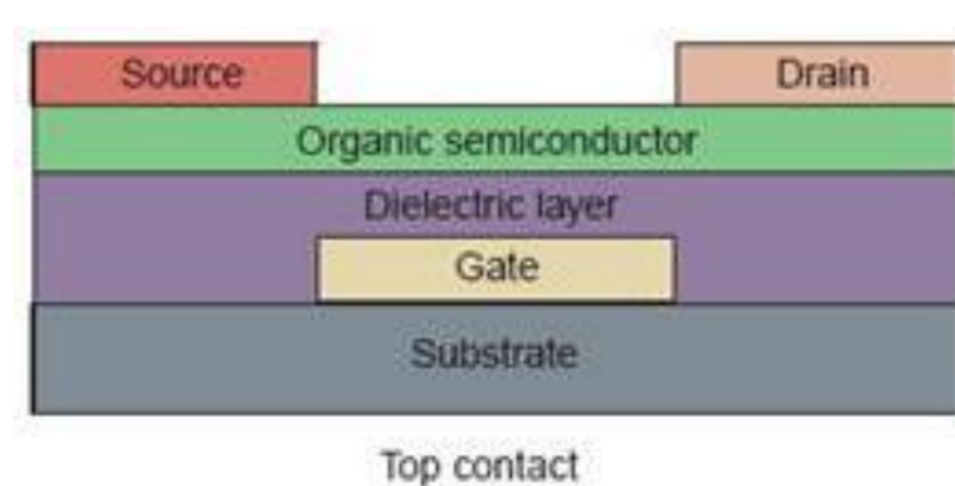 Source Drain
Organic semiconductor
Dielectric layer
Gate
Substrate
Top contact